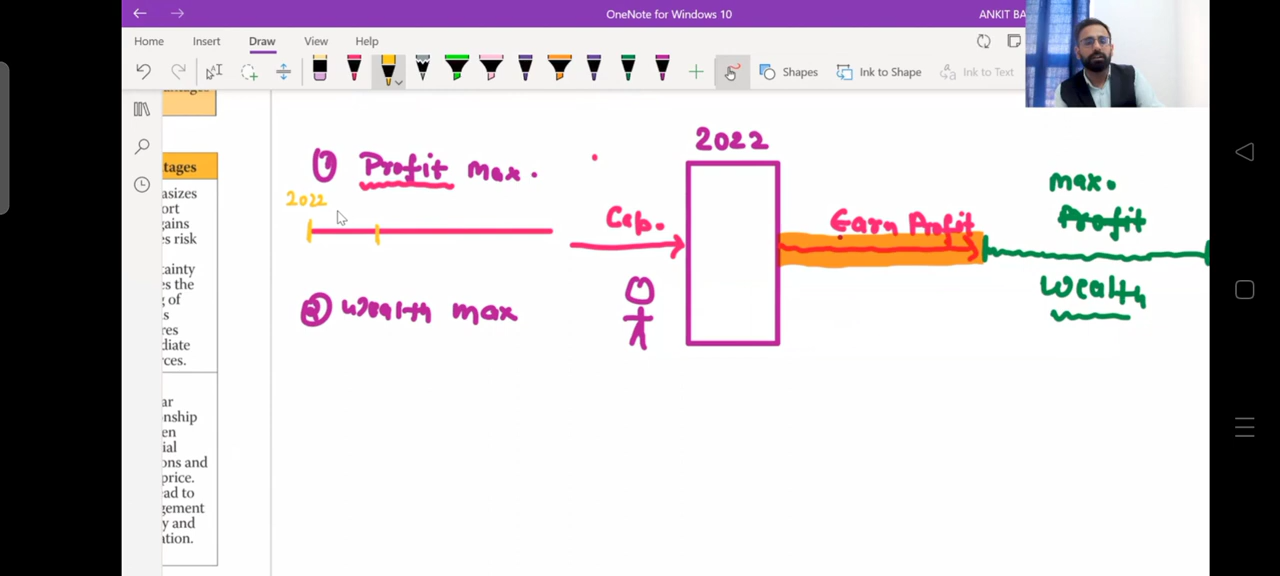 OneNote for Windows 10
ANKIT BA
Home Insert Draw View Help
Shapes
Ink to Shape
Ink to Text
tages
asizes
ort
gains
es risk
tainty
es the
g of
s
res
diate
rces.
ar
nship
en
ial
ons and
price.
ad to
gement
y and
ation.
① Profit max.
2022
② Wealth max
2022
Cap.
Earn Profit
max.
Profit
Wealth